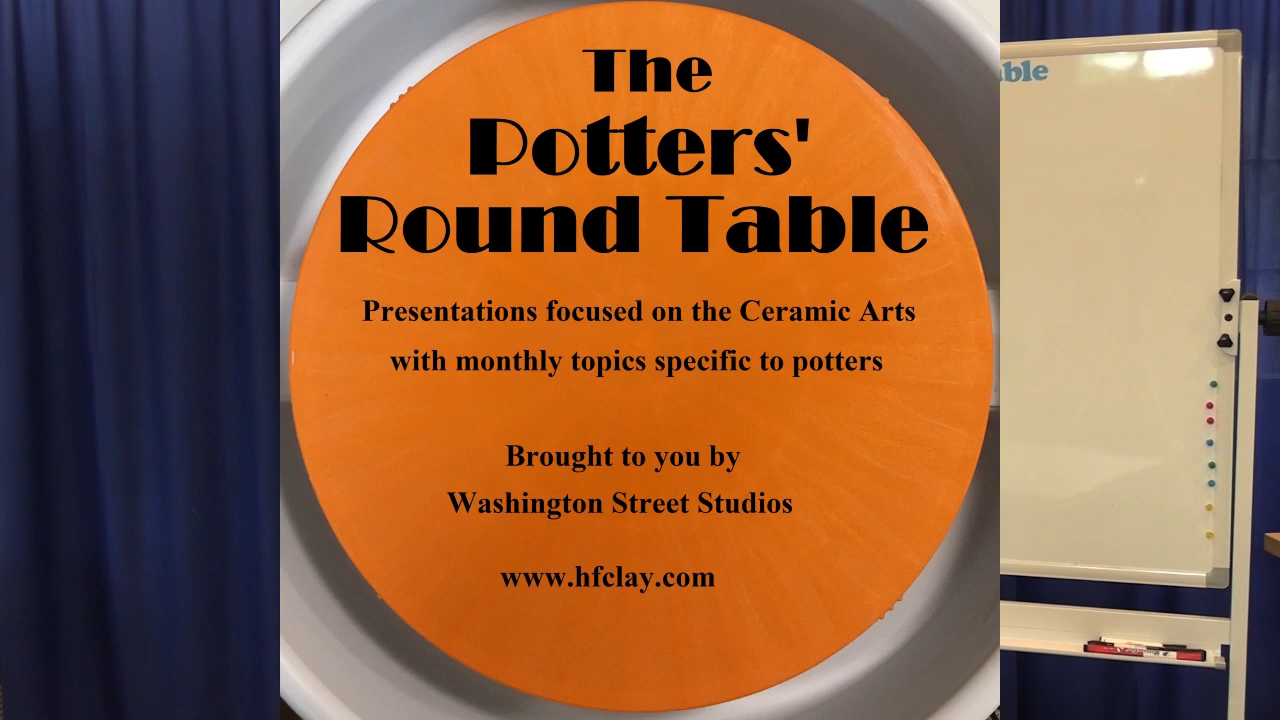 The
Potters'
Round Table
Presentations focused on the Ceramic Arts
with monthly topics specific to potters
Brought to you by
Washington Street Studios
www.hfclay.com